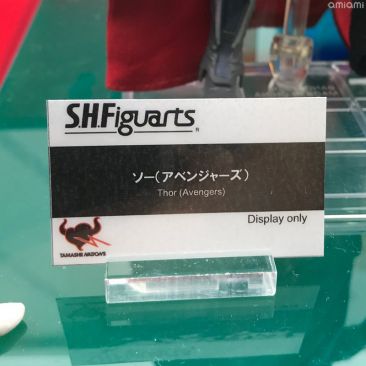 amiami
S.H.Figuarts
ソー(アベンジャーズ)
Thor (Avengers)
Display only
TAMASHII NATIONS